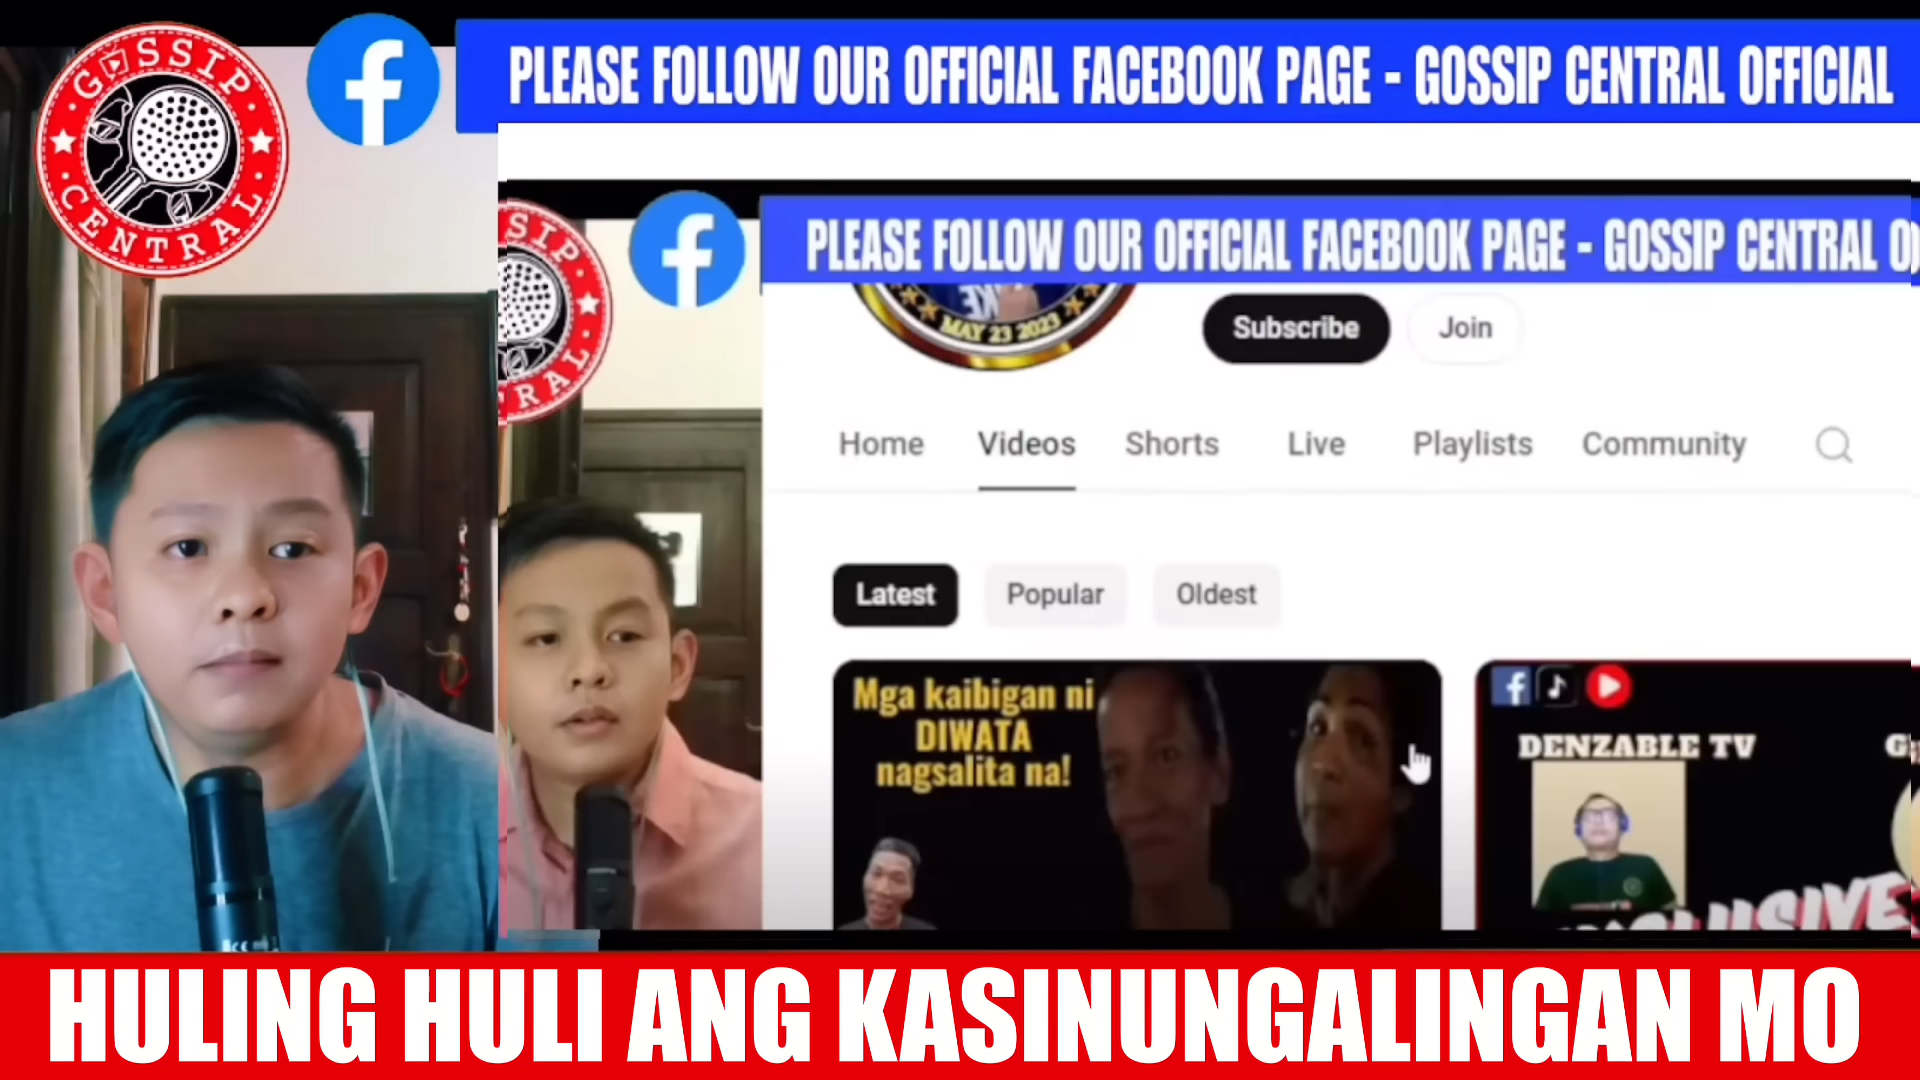 GOSSIP
CENTRAL
PLEASE FOLLOW OUR OFFICIAL FACEBOOK PAGE - GOSSIP CENTRAL OFFICIAL
PLEASE FOLLOW OUR OFFICIAL FACEBOOK PAGE - GOSSIP CENTRAL
MAY 23 2023
Subscribe
Join
Home
Videos
Shorts
Live
Playlists
Community
Latest
Popular
Oldest
Mga kaibigan ni
DIWATA
nagsalita na!
DENZABLE TV
HULING HULI ANG KASINUNGALINGAN MO